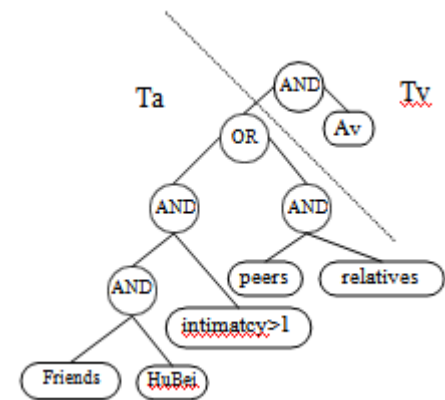 AND
Ta
Tv
Av
OR
AND
AND
peers
relatives
AND
intimatcy>1
Friends
HuBei